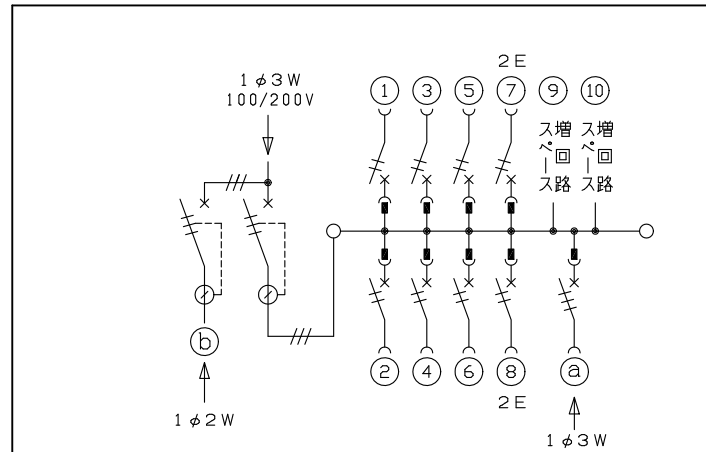 2E
1φ3W
100/200V
① ③ ⑤ ⑦ ⑨ ⑩
増回路
スペース
増回路
スペース
ⓑ
② ④ ⑥ ⑧ ⓐ
2E
1φ2W
1φ3W